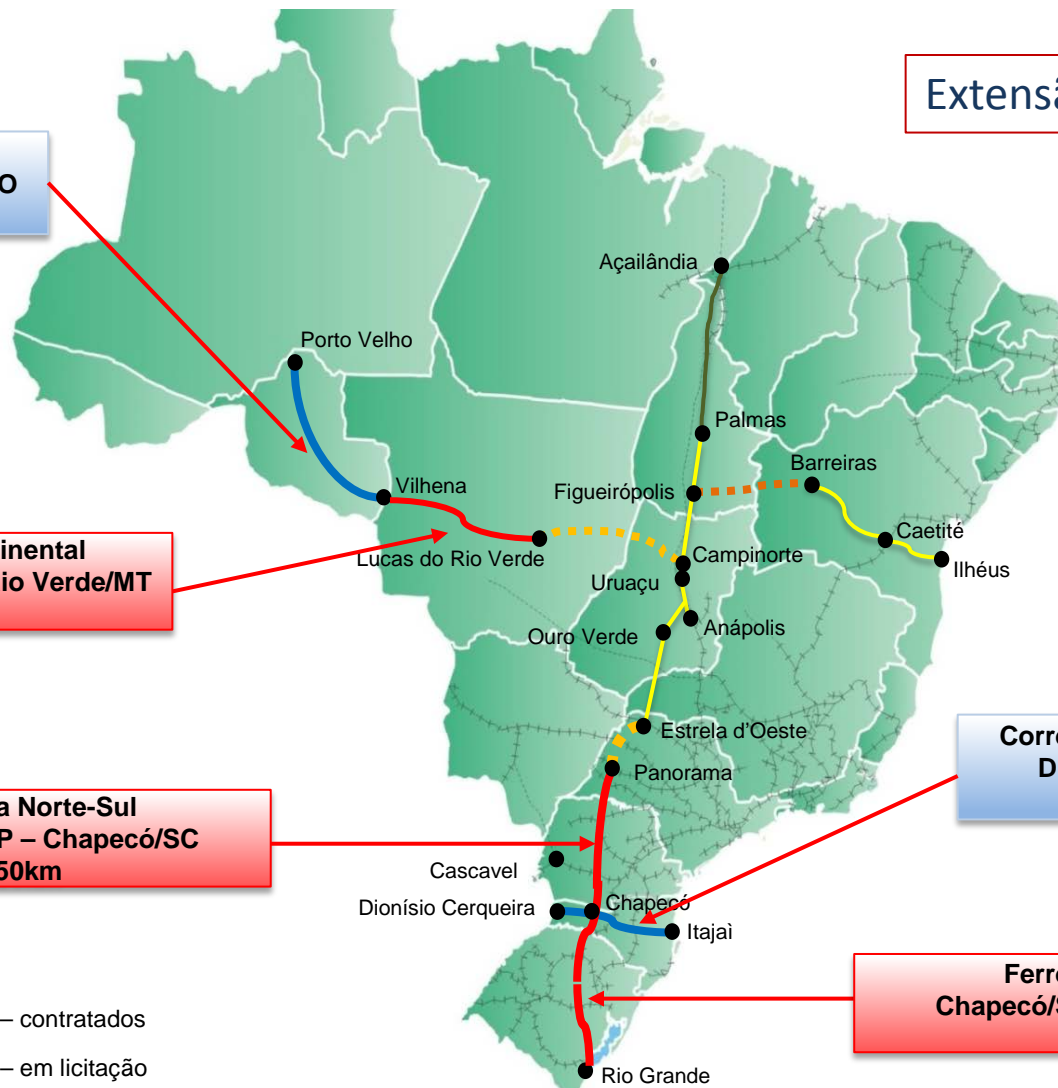 Extensã
O
Açailândia
Porto Velho
Palmas
Barreiras
Vilhena
Figueirópolis
Caetité
inental
io Verde/MT
Lucas do Rio Verde
Campinorte
Ilhéus
Uruaçu
Anápolis
Ouro Verde
Estrela d’Oeste
Corre
D
Panorama
a Norte-Sul
P – Chapecó/SC
50km
Cascavel
Dionísio Cerqueira
Chapecó
Itajaì
Ferr
Chapecó/S
– contratados
– em licitação
Rio Grande